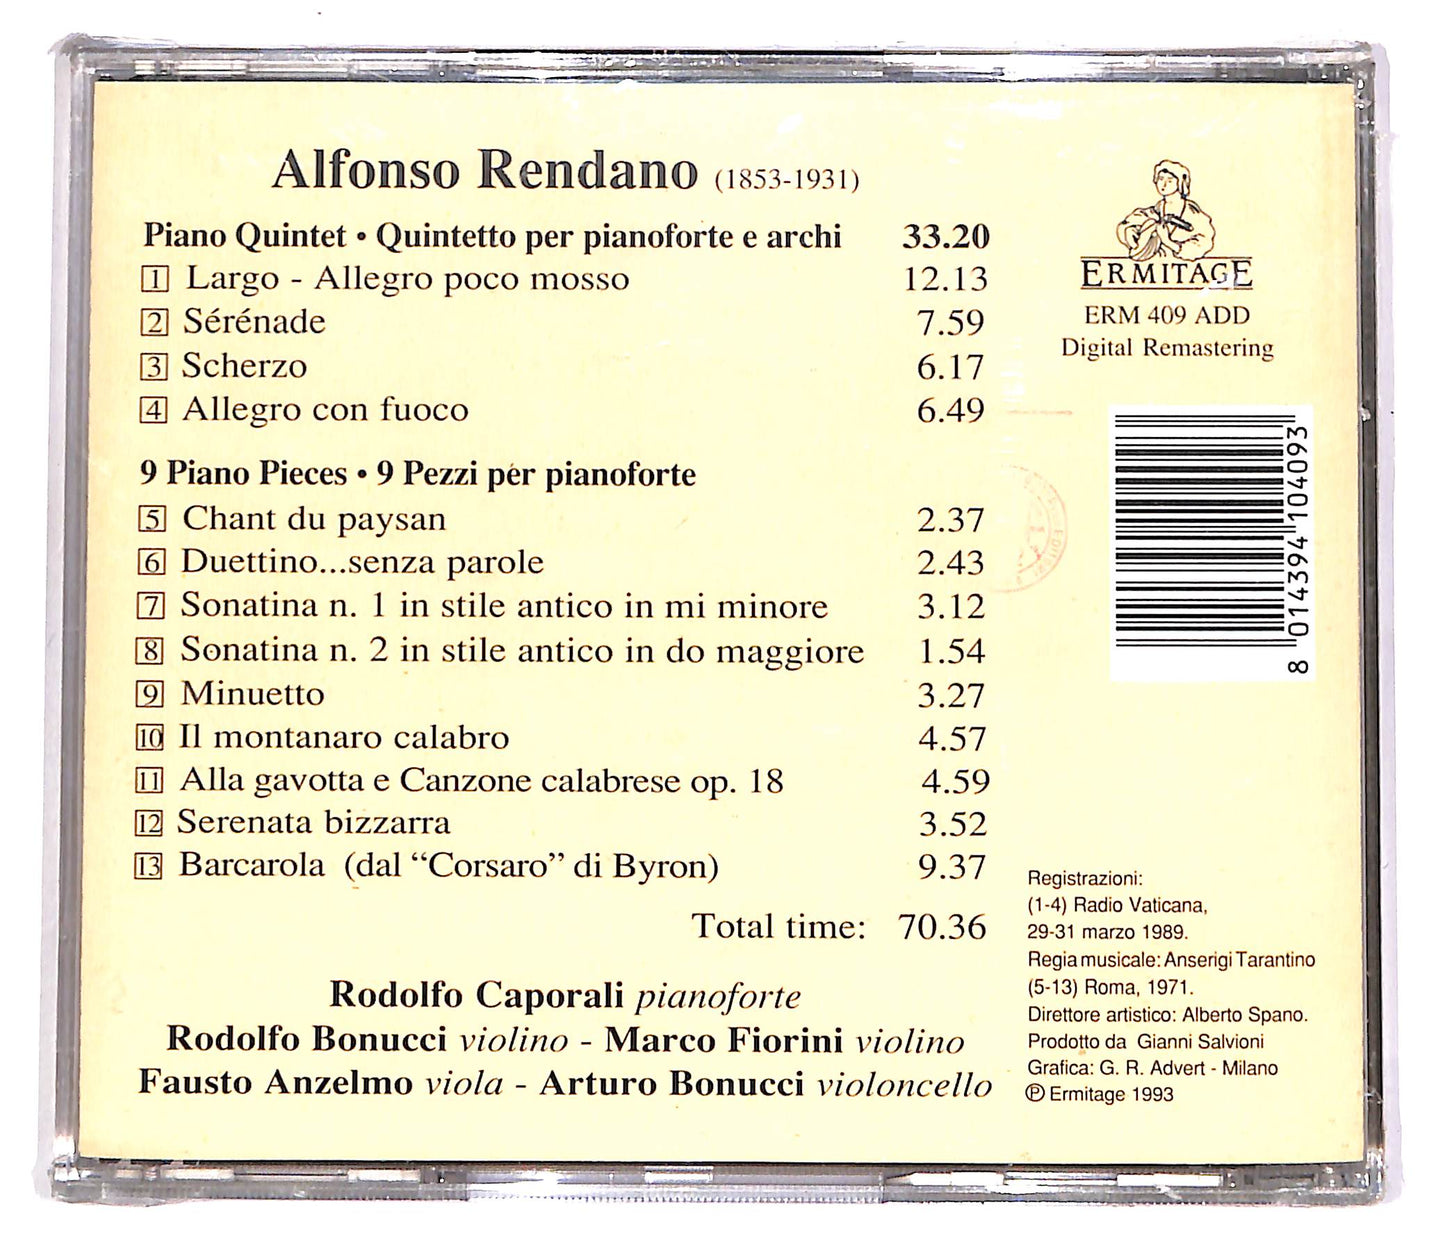 Alfonso Rendano (1853-1931)
Piano Quintet • Quintetto per pianoforte e archi 33.20
1 Largo - Allegro poco mosso 12.13
2 Sérénade 7.59
3 Scherzo 6.17
4 Allegro con fuoco 6.49
9 Piano Pieces • 9 Pezzi per pianoforte
5 Chant du paysan 2.37
6 Duettino...senza parole 2.43
7 Sonatina n. 1 in stile antico in mi minore 3.12
8 Sonatina n. 2 in stile antico in do maggiore 1.54
9 Minuetto 3.27
10 Il montanaro calabro 4.57
11 Alla gavotta e Canzone calabrese op. 18 4.59
12 Serenata bizzarra 3.52
13 Barcarola (dal “Corsaro” di Byron) 9.37
Total time: 70.36
Rodolfo Caporali pianoforte
Rodolfo Bonucci violino - Marco Fiorini violino
Fausto Anzelmo viola - Arturo Bonucci violoncello
ERMITAGE
ERM 409 ADD
Digital Remastering
8 014394 104093
Registrazioni:
(1-4) Radio Vaticana,
29-31 marzo 1989.
Regia musicale: Anserigi Tarantino
(5-13) Roma, 1971.
Direttore artistico: Alberto Spano.
Prodotto da Gianni Salvioni
Grafica: G. R. Advert - Milano
℗ Ermitage 1993